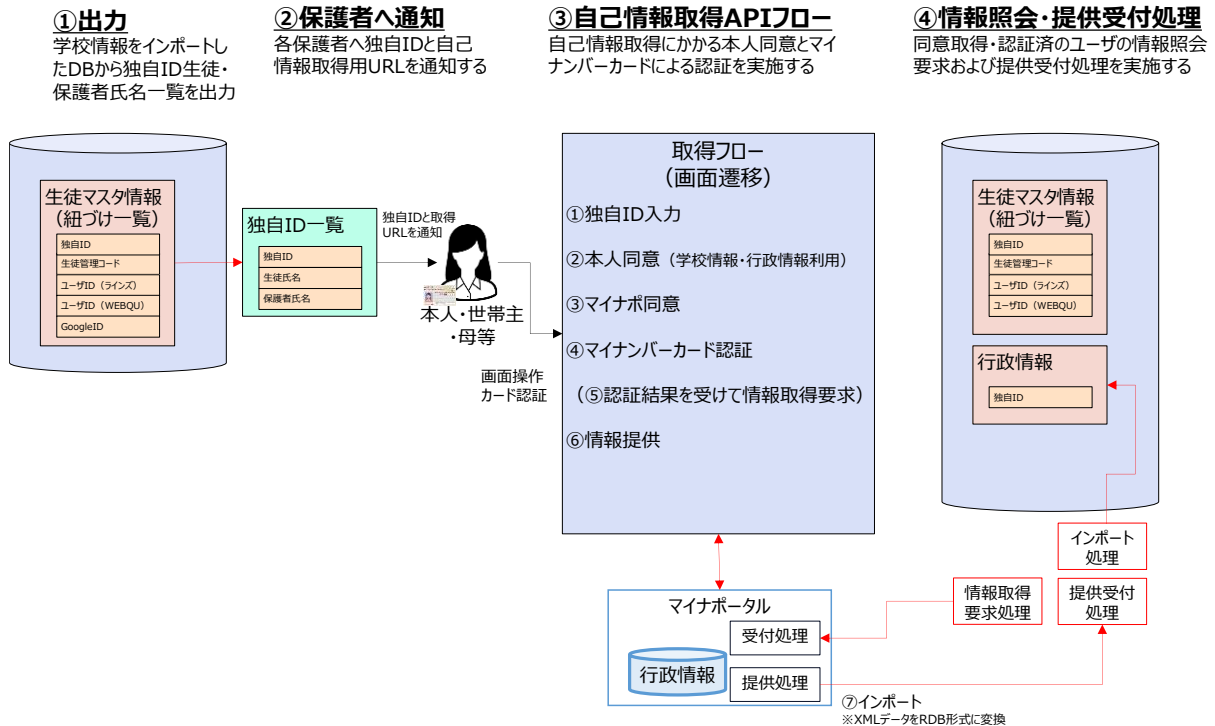 ①出力
学校情報をインポートし
たDBから独自ID生徒・
保護者氏名一覧を出力
②保護者へ通知
各保護者へ独自IDと自己
情報取得用URLを通知する
③自己情報取得APIフロー
自己情報取得にかかる本人同意とマイ
ナンバーカードによる認証を実施する
④情報照会・提供受付処理
同意取得・認証済のユーザの情報照会
要求および提供受付処理を実施する
生徒マスタ情報
（紐づけ一覧）
独自ID
生徒管理コード
ユーザID（ラインズ）
ユーザID（WEBQU）
GoogleID
独自ID一覧
独自ID
生徒氏名
保護者氏名
独自IDと取得
URLを通知
本人・世帯主
・母等
画面操作
カード認証
取得フロー
（画面遷移）
①独自ID入力
②本人同意（学校情報・行政情報利用）
③マイナポ同意
④マイナンバーカード認証
（⑤認証結果を受けて情報取得要求）
⑥情報提供
生徒マスタ情報
（紐づけ一覧）
独自ID
生徒管理コード
ユーザID（ラインズ）
ユーザID（WEBQU）
行政情報
独自ID
インポート
処理
情報取得
要求処理
提供受付
処理
マイナポータル
受付処理
行政情報
提供処理
⑦インポート
※XMLデータをRDB形式に変換